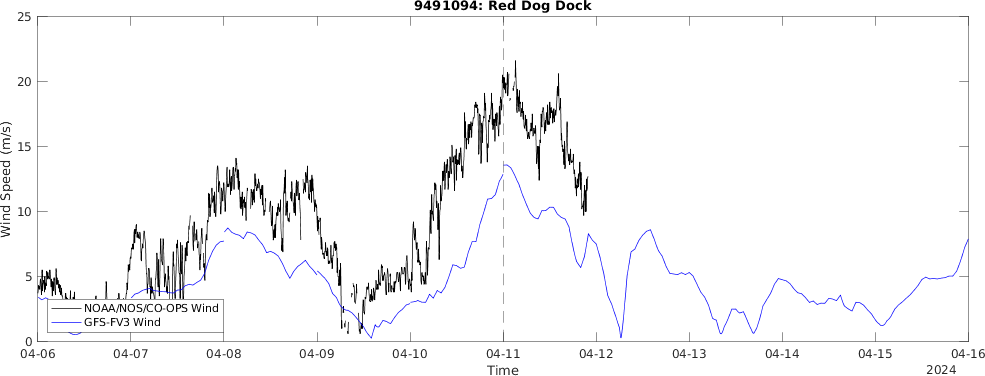 9491094: Red Dog Dock
25
20
15
10
5
0
Wind Speed (m/s)
NOAA/NOS/CO-OPS Wind
GFS-FV3 Wind
04-06 04-07 04-08 04-09 04-10 04-11 04-12 04-13 04-14 04-15 04-16
Time
2024